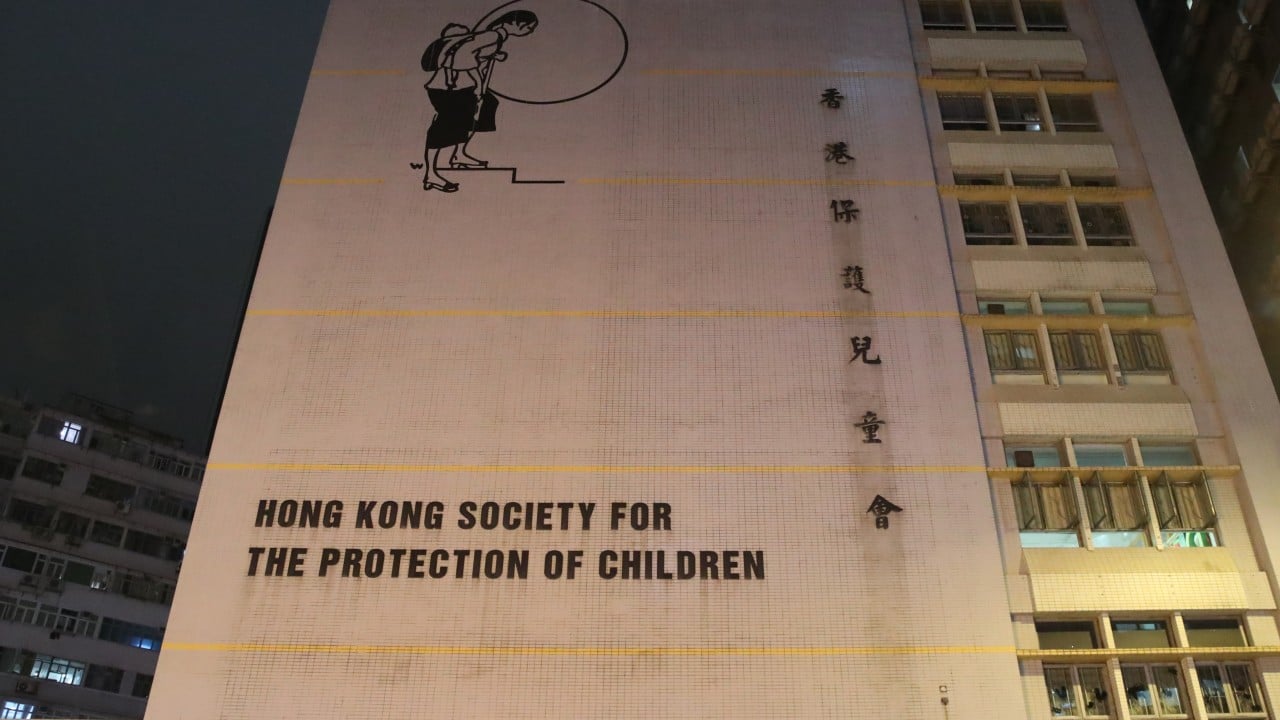 香港保護兒童會
HONG KONG SOCIETY FOR
THE PROTECTION OF CHILDREN
W